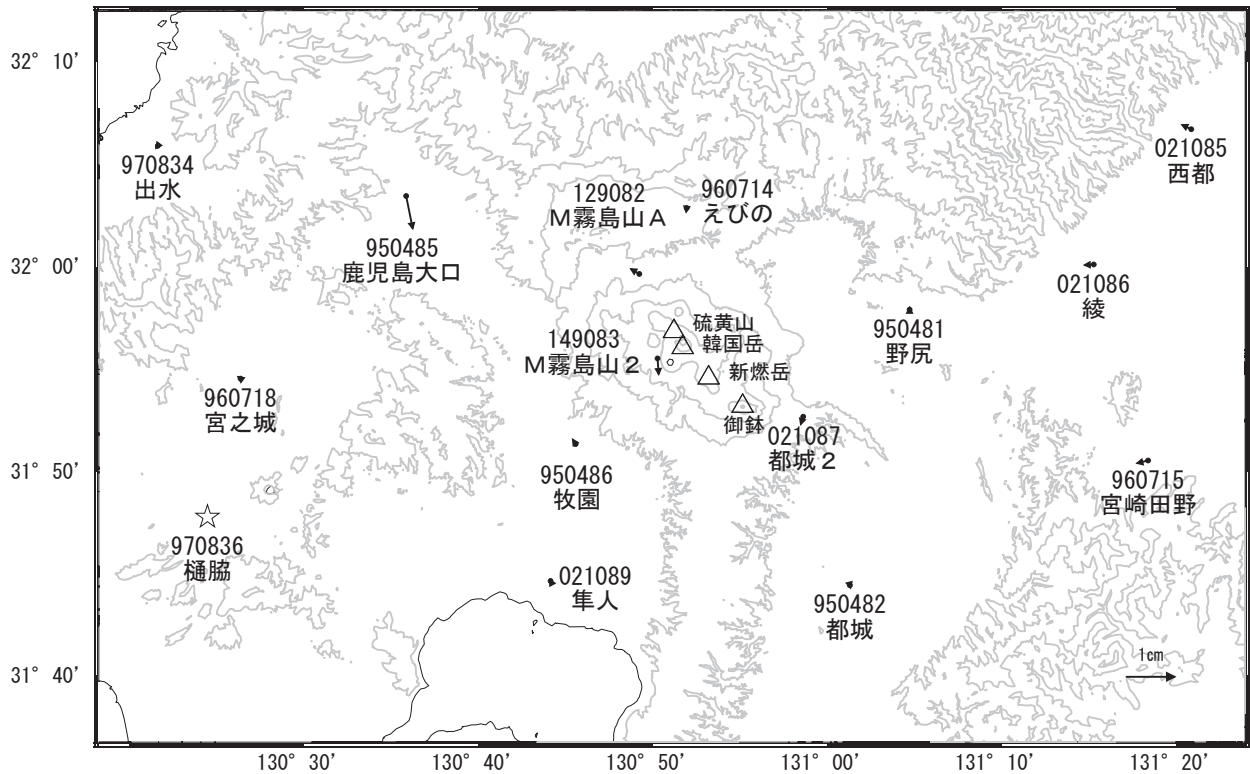 32° 10'
970834
出水
021085
西都
129082
M霧島山A
960714
えびの
950485
鹿児島大口
32° 00'
021086
綾
950481
野尻
硫黄山
韓国岳
149083
M霧島山2
新燃岳
御鉢
960718
宮之城
021087
都城2
31° 50'
950486
牧園
960715
宮崎田野
970836
樋脇
021089
隼人
950482
都城
1cm
31° 40'
130° 30'
130° 40'
130° 50'
131° 00'
131° 10'
131° 20'